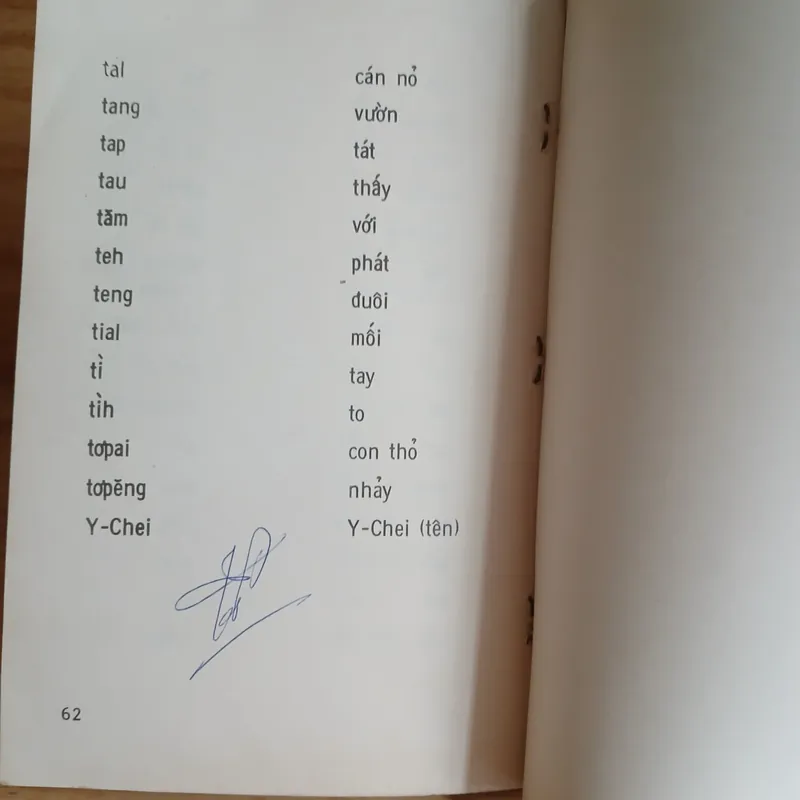 tal cán nỏ
tang vườn
tap tát
tau thấy
tăm với
teh phát
teng đuôi
tial mối
tì̀ tay
tì̀h to
tơpai con thỏ
tơpĕng nhảy
Y-Chei Y-Chei (tên)
62